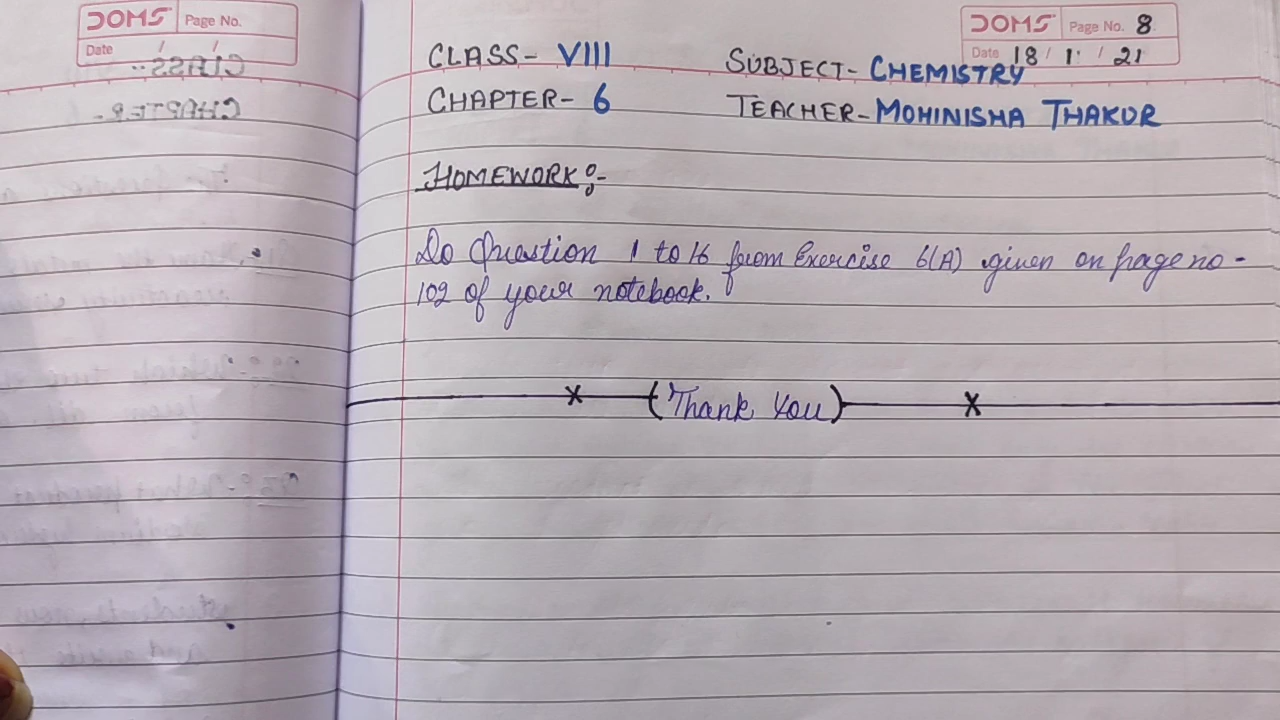 DOMS Page No.
Date / /
DOMS Page No. 8
Date 18 / 1 / 21
CLASS- VIII SUBJECT- CHEMISTRY
CHAPTER- 6 TEACHER- MOHINISHA THAKUR
HOMEWORK:-
Do Question 1 to 16 from Exercise 6(A) given on page no-
102 of your notebook.
(Thank You)